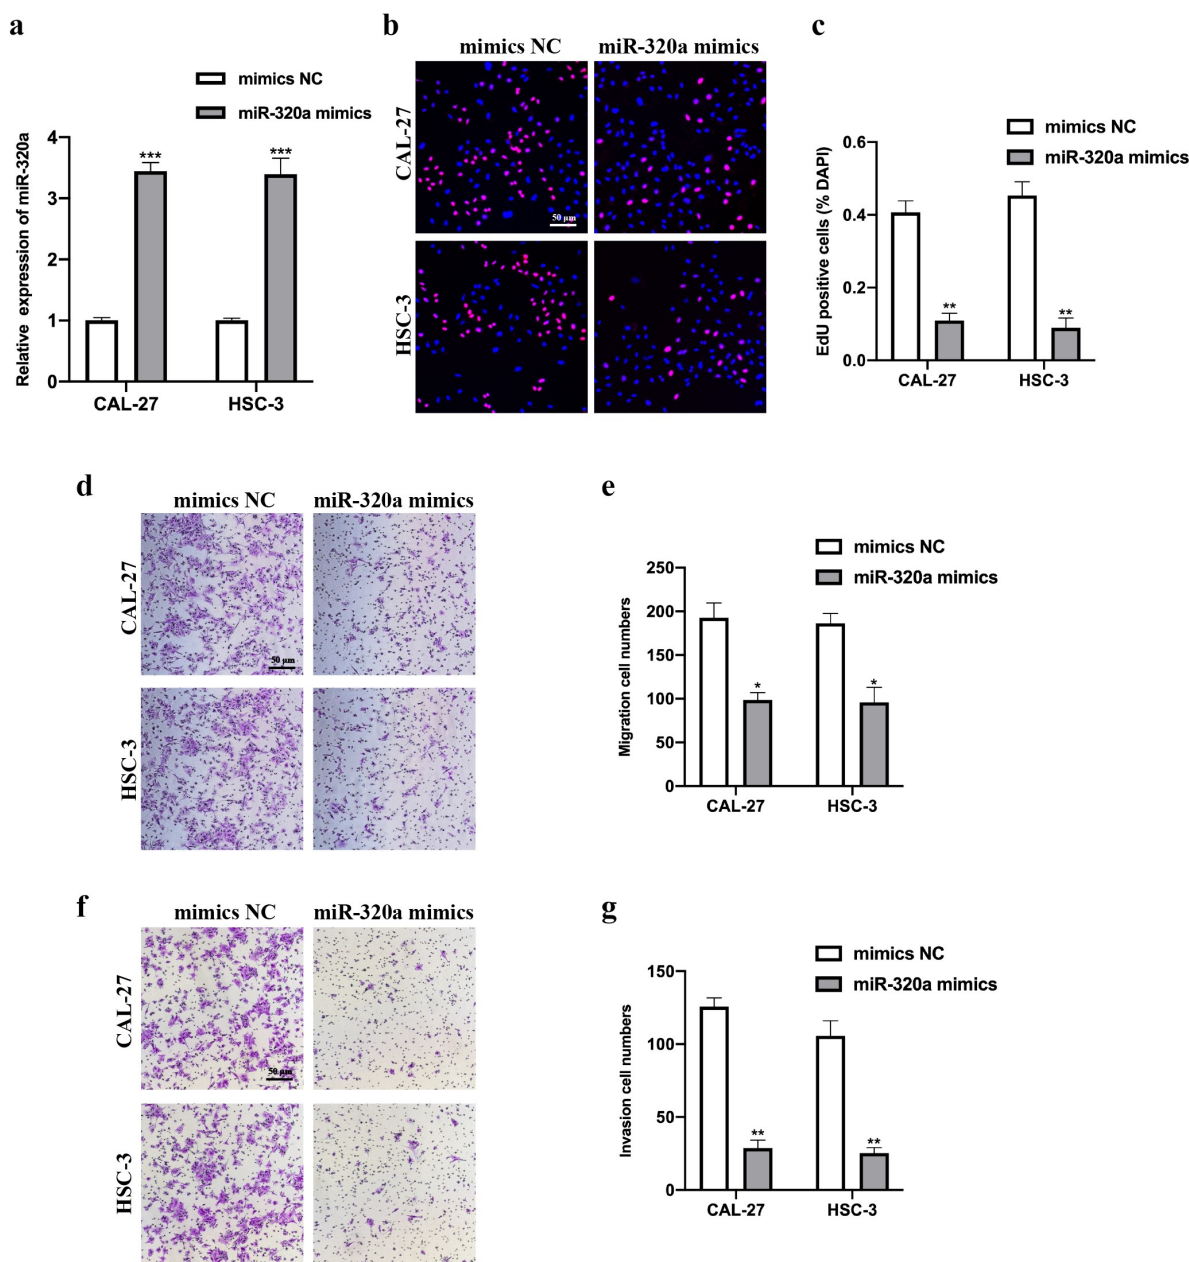 a
mimics NC
miR-320a mimics
Relative expression of miR-320a
4
3
2
1
0
***
***
CAL-27
HSC-3
b
mimics NC
miR-320a mimics
CAL-27
50 μm
HSC-3
c
mimics NC
miR-320a mimics
EdU positive cells (% DAPI)
0.6
0.4
0.2
0.0
**
**
CAL-27
HSC-3
d
mimics NC
miR-320a mimics
CAL-27
50 μm
HSC-3
e
mimics NC
miR-320a mimics
Migration cell numbers
250
200
150
100
50
0
*
*
CAL-27
HSC-3
f
mimics NC
miR-320a mimics
CAL-27
50 μm
HSC-3
g
mimics NC
miR-320a mimics
Invasion cell numbers
150
100
50
0
**
**
CAL-27
HSC-3